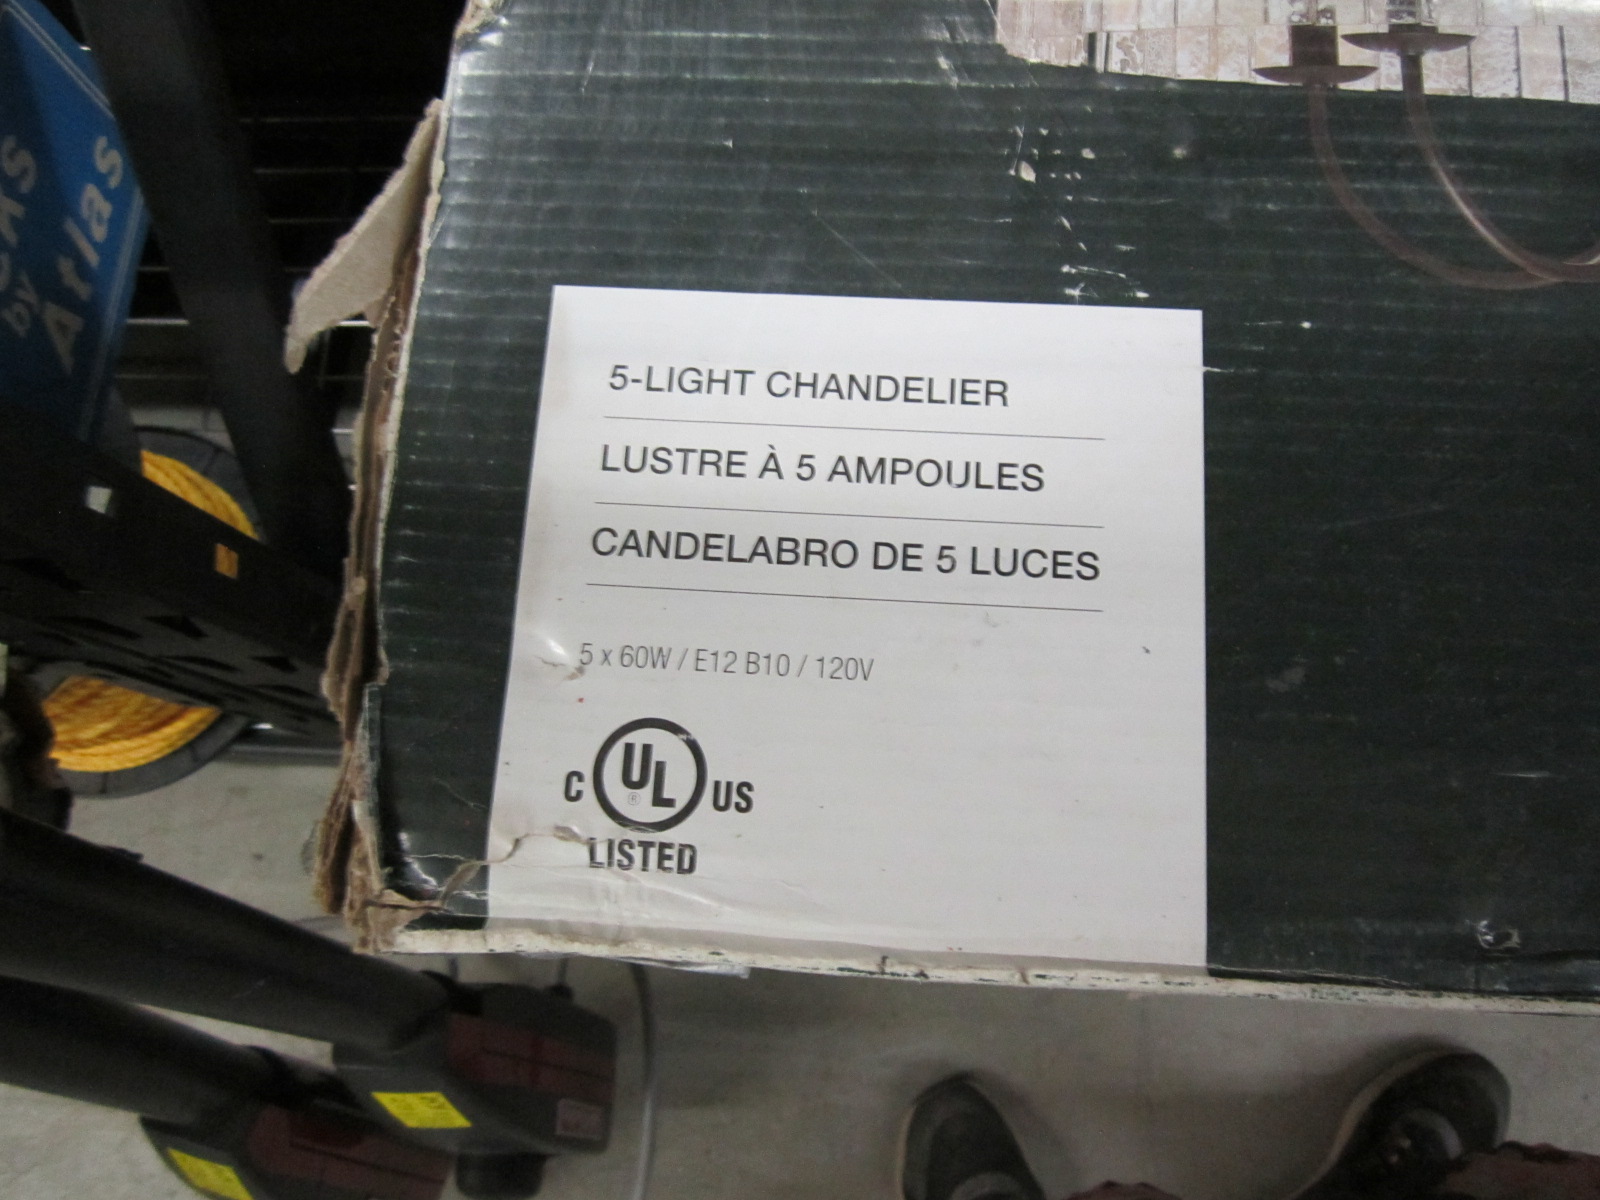 5-LIGHT CHANDELIER
LUSTRE À 5 AMPOULES
CANDELABRO DE 5 LUCES
5 x 60W / E12 B10 / 120V
C UL ® US
LISTED
by
Atlas